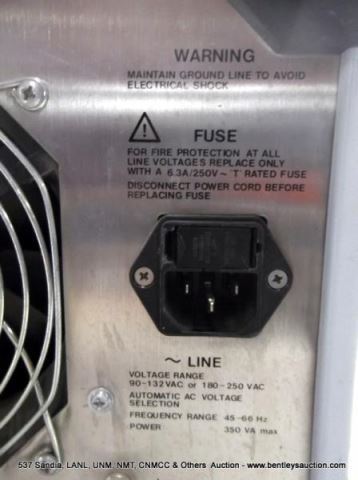 WARNING
MAINTAIN GROUND LINE TO AVOID
ELECTRICAL SHOCK
FUSE
FOR FIRE PROTECTION AT ALL
LINE VOLTAGES REPLACE ONLY
WITH A 6.3A/250V ~ 'T' RATED FUSE
DISCONNECT POWER CORD BEFORE
REPLACING FUSE
~ LINE
VOLTAGE RANGE
90-132 VAC or 180-250 VAC
AUTOMATIC AC VOLTAGE
SELECTION
FREQUENCY RANGE 45-66 Hz
POWER 350 VA max
537 Sandia, LANL, UNM, NMT, CNMCC & Others Auction - www.bentleysauction.com